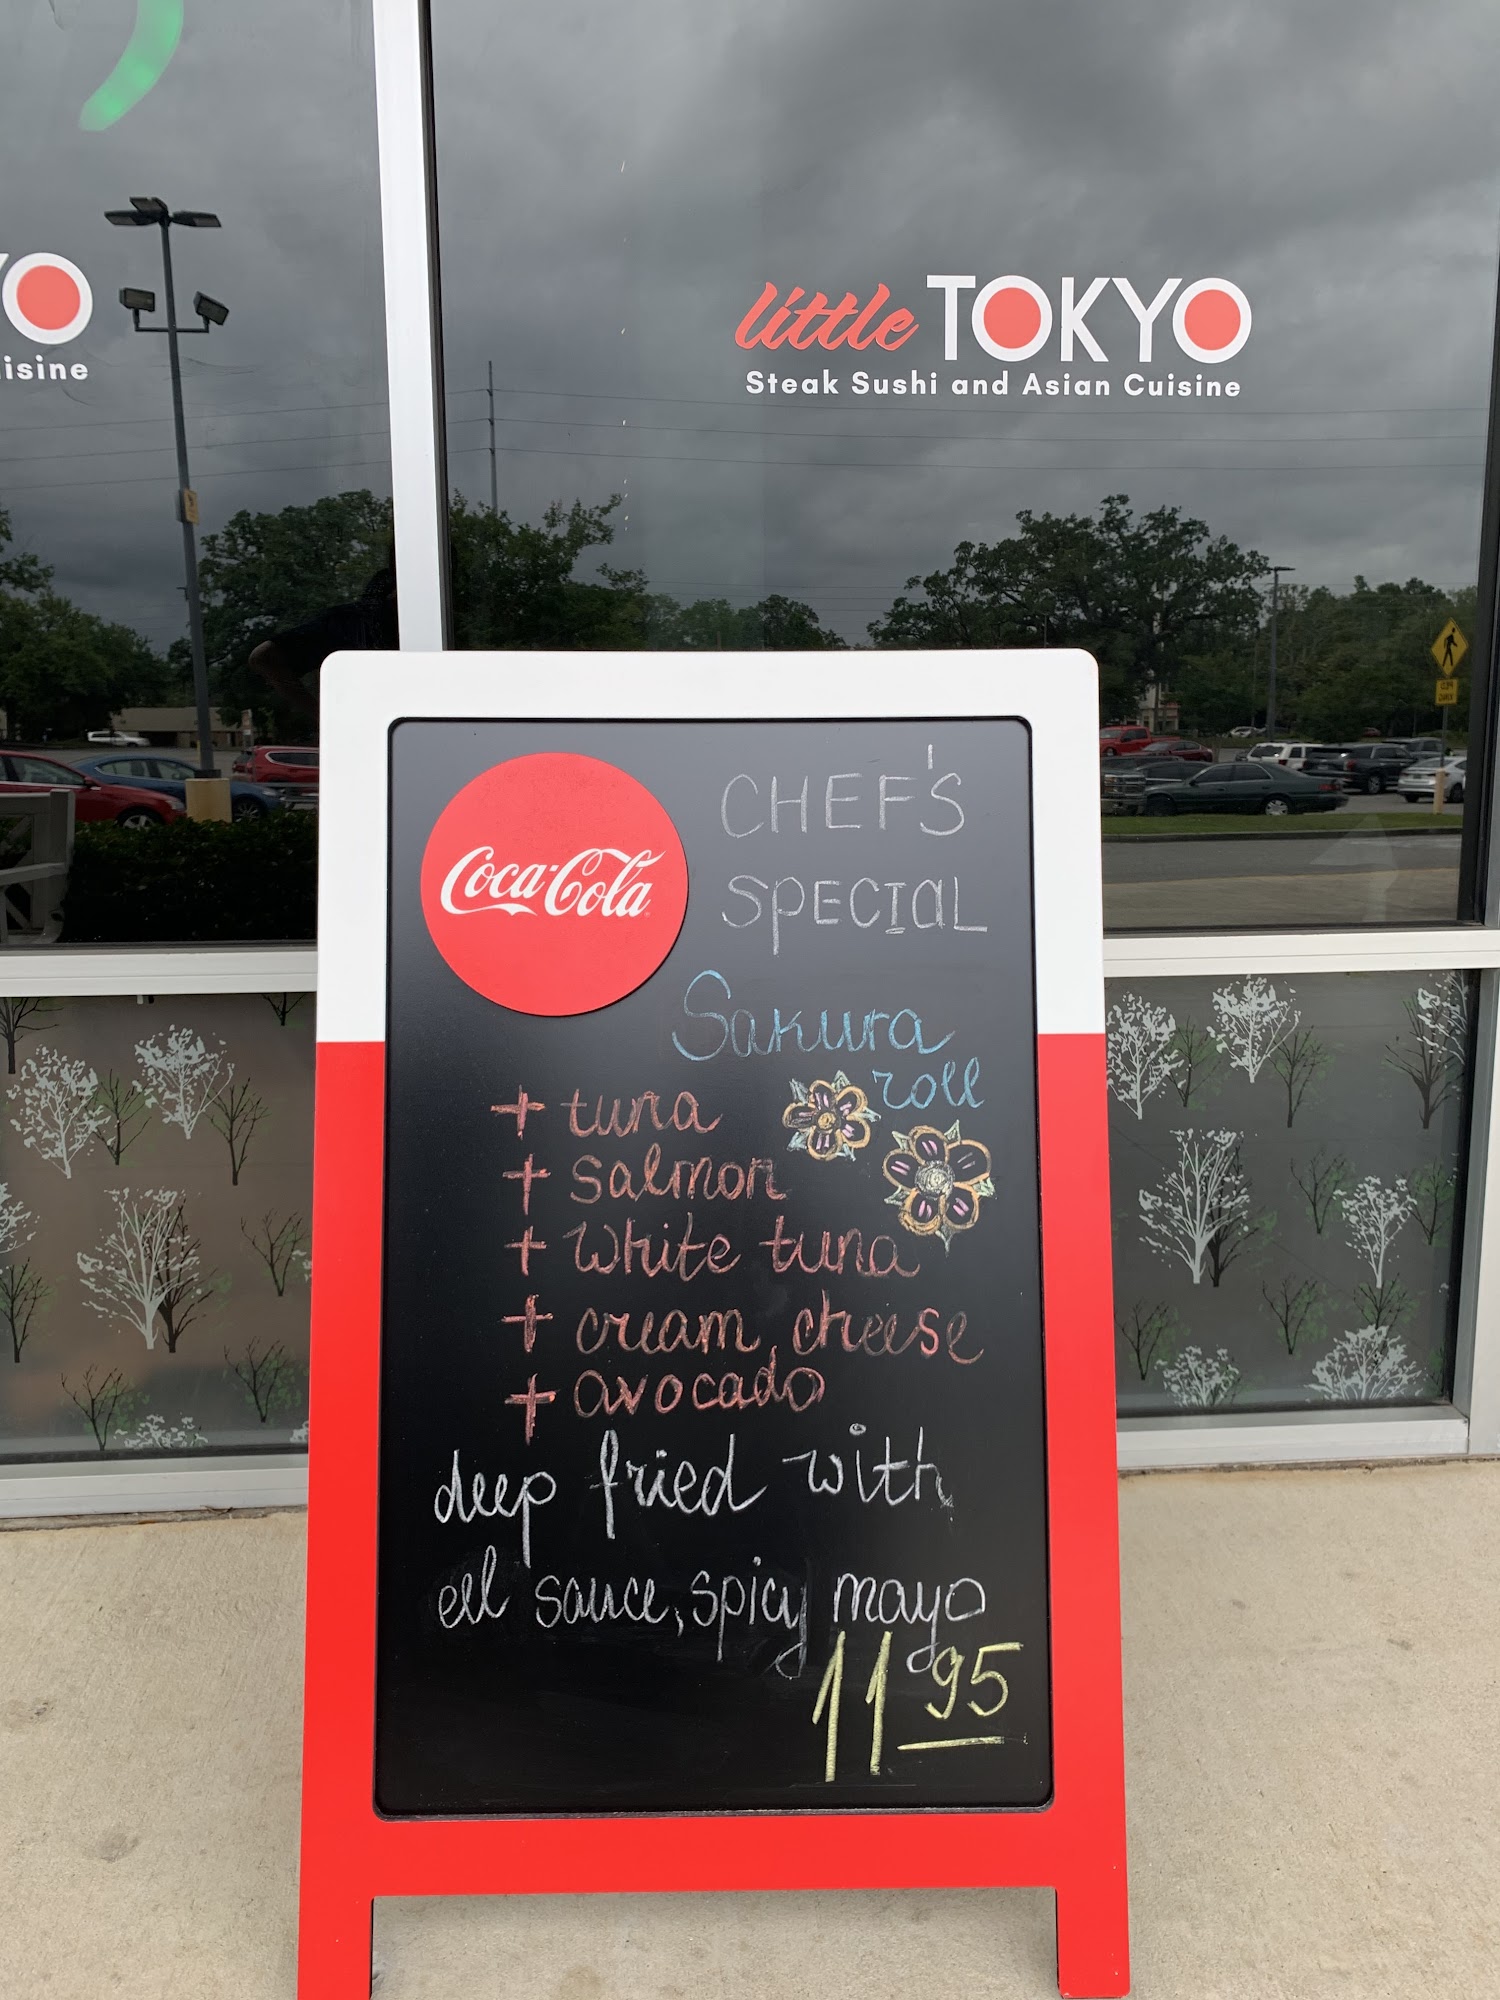 YO
isine
little TOKYO
Steak Sushi and Asian Cuisine
Coca-Cola
CHEF'S
SPECIAL
Sakura
roll
+ tuna
+ salmon
+ white tuna
+ cream cheese
+ avocado
deep fried with
eel sauce, spicy mayo
11 95